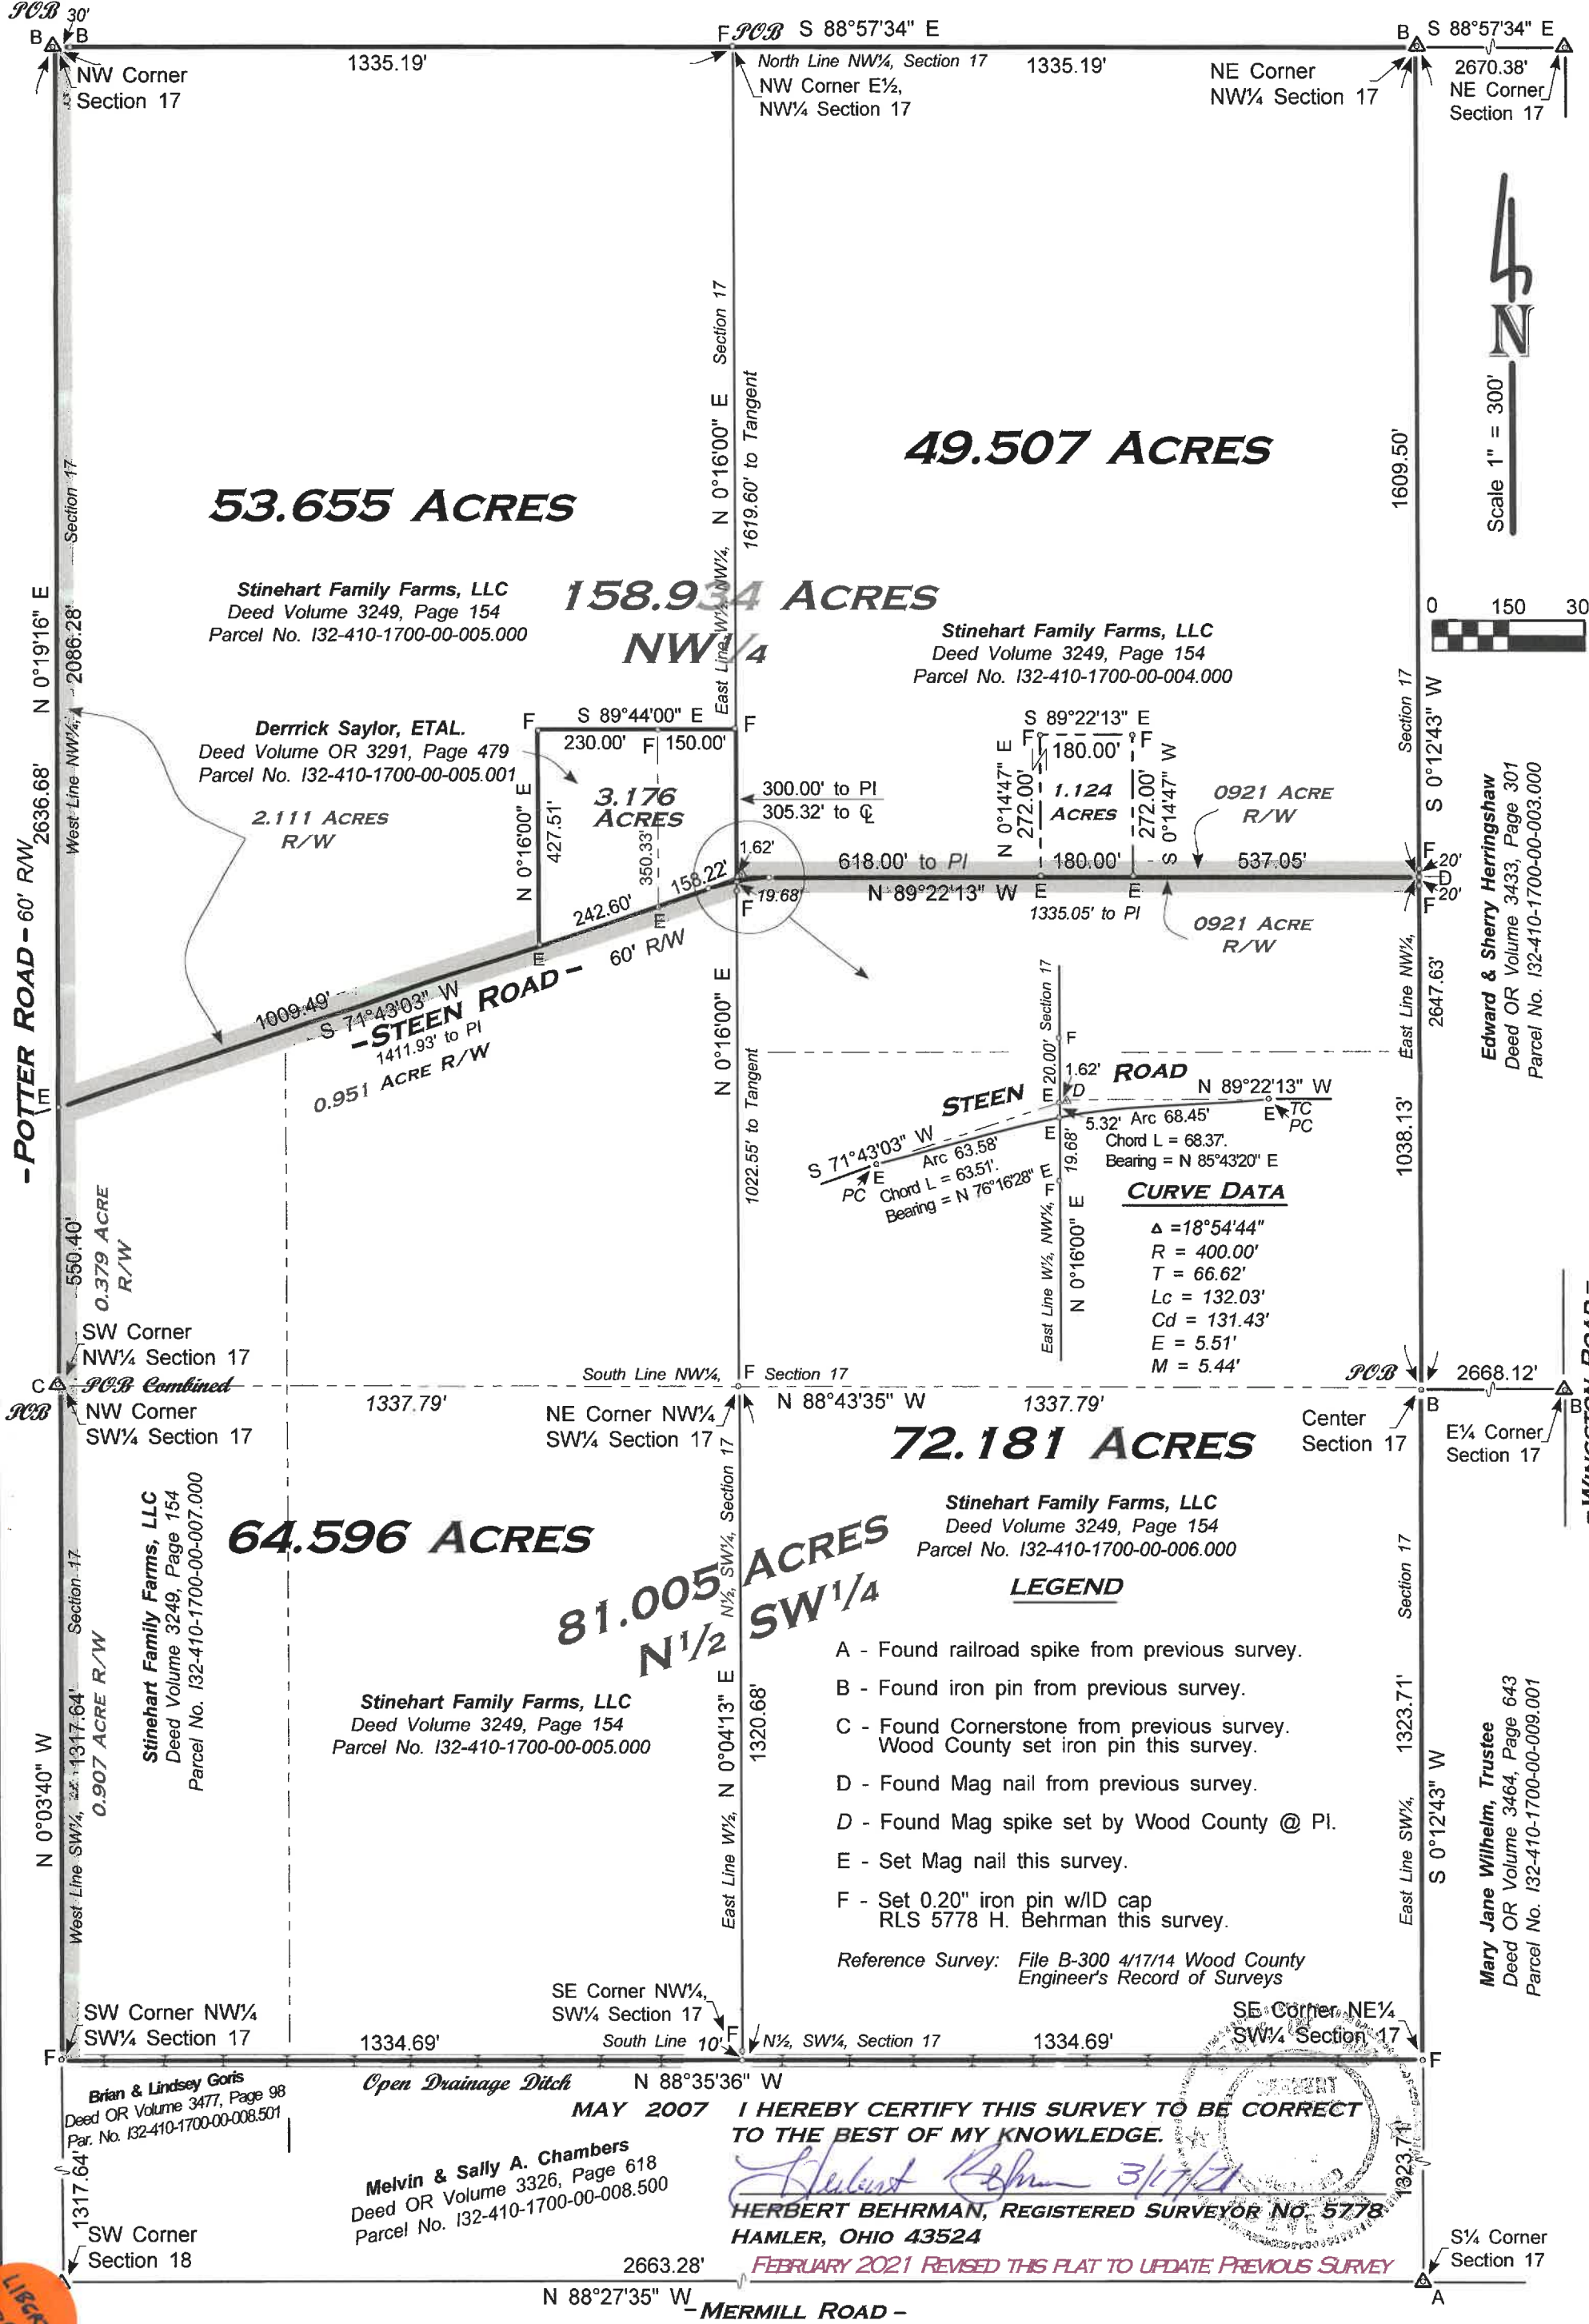 POB 30'
B B
F POB S 88°57'34" E
B S 88°57'34" E
1335.19'
North Line NW¼, Section 17
1335.19'
2670.38'
NW Corner
Section 17
NW Corner E½,
NW¼ Section 17
NE Corner
NW¼ Section 17
NE Corner
Section 17
N
Scale 1" = 300'
0 150 30
East Line W½, NW¼, N 0°16'00" E Section 17
1619.60' to Tangent
49.507 ACRES
53.655 ACRES
1609.50'
Stinehart Family Farms, LLC
Deed Volume 3249, Page 154
Parcel No. I32-410-1700-00-005.000
158.934 ACRES
NW¼
Stinehart Family Farms, LLC
Deed Volume 3249, Page 154
Parcel No. I32-410-1700-00-004.000
-POTTER ROAD- 60' R/W
N 0°19'16" E
2636.68'
West Line NW¼, 2086.28' Section 17
Derrrick Saylor, ETAL.
Deed Volume OR 3291, Page 479
Parcel No. I32-410-1700-00-005.001
2.111 ACRES
R/W
F S 89°44'00" E F
230.00' F 150.00'
3.176
ACRES
N 0°16'00" E
427.51'
350.33'
300.00' to PI
305.32' to ℄
S 89°22'13" E
F F
180.00'
N 0°14'47" E
272.00'
1.124
ACRES
272.00'
S 0°14'47" W
0921 ACRE
R/W
1.62'
618.00' to PI
180.00'
537.05'
F 20'
D
F 20'
242.60'
158.22'
19.68'
F
N 89°22'13" W
E E
1335.05' to PI
0921 ACRE
R/W
E E
60' R/W
1009.49'
S 71°43'03" W
-STEEN ROAD-
1411.93' to PI
0.951 ACRE R/W
E
N 0°16'00" E
1022.55' to Tangent
East Line NW¼, Section 17
S 0°12'43" W
2647.63'
1038.13'
Edward & Sherry Herringshaw
Deed OR Volume 3433, Page 301
Parcel No. I32-410-1700-00-003.000
Section 17
F
20.00'
1.62'
STEEN ROAD
E D
N 89°22'13" W
5.32' Arc 68.45'
E TC
PC
Chord L = 68.37'.
Bearing = N 85°43'20" E
S 71°43'03" W
Arc 63.58'
PC E
Chord L = 63.51'.
Bearing = N 76°16'28" E
E
19.68'
F
East Line W½, NW¼,
N 0°16'00" E
CURVE DATA
Δ =18°54'44"
R = 400.00'
T = 66.62'
Lc = 132.03'
Cd = 131.43'
E = 5.51'
M = 5.44'
550.40'
0.379 ACRE
R/W
SW Corner
NW¼ Section 17
C POB Combined
POB
NW Corner
SW¼ Section 17
South Line NW¼, F Section 17
1337.79'
N 88°43'35" W
1337.79'
NE Corner NW¼
SW¼ Section 17
POB
B
2668.12'
B
Center
Section 17
E¼ Corner
Section 17
72.181 ACRES
Stinehart Family Farms, LLC
Deed Volume 3249, Page 154
Parcel No. I32-410-1700-00-006.000
Stinehart Family Farms, LLC
Deed Volume 3249, Page 154
Parcel No. I32-410-1700-00-007.000
64.596 ACRES
81.005 ACRES
N½ SW¼
LEGEND
A - Found railroad spike from previous survey.
B - Found iron pin from previous survey.
C - Found Cornerstone from previous survey.
Wood County set iron pin this survey.
D - Found Mag nail from previous survey.
D - Found Mag spike set by Wood County @ PI.
E - Set Mag nail this survey.
F - Set 0.20" iron pin w/ID cap
RLS 5778 H. Behrman this survey.
Reference Survey: File B-300 4/17/14 Wood County
Engineer's Record of Surveys
Stinehart Family Farms, LLC
Deed Volume 3249, Page 154
Parcel No. I32-410-1700-00-005.000
N 0°03'40" W
West Line SW¼, 1317.64' Section 17
0.907 ACRE R/W
East Line W½, N 0°04'13" E N½, SW¼, Section 17
1320.68'
East Line SW¼, 1323.71' Section 17
S 0°12'43" W
Mary Jane Wilhelm, Trustee
Deed OR Volume 3464, Page 643
Parcel No. I32-410-1700-00-009.001
SW Corner NW¼
SW¼ Section 17
SE Corner NW¼,
SW¼ Section 17
SE Corner NE¼
SW¼ Section 17
F
1334.69'
South Line 10' F N½, SW¼, Section 17
1334.69'
F
Open Drainage Ditch
N 88°35'36" W
Brian & Lindsey Goris
Deed OR Volume 3477, Page 98
Par. No. I32-410-1700-00-008.501
Melvin & Sally A. Chambers
Deed OR Volume 3326, Page 618
Parcel No. I32-410-1700-00-008.500
MAY 2007 I HEREBY CERTIFY THIS SURVEY TO BE CORRECT
TO THE BEST OF MY KNOWLEDGE.
Herbert Behrman 3/17/21
HERBERT BEHRMAN, REGISTERED SURVEYOR NO. 5778
HAMLER, OHIO 43524
FEBRUARY 2021 REVISED THIS PLAT TO UPDATE PREVIOUS SURVEY
1317.64'
1323.71'
SW Corner
Section 18
S¼ Corner
Section 17
2663.28'
N 88°27'35" W
-MERMILL ROAD-
A